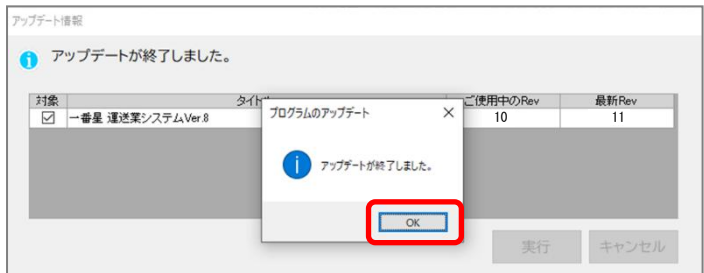 アップデート情報
アップデートが終了しました。
対象 タイトル ご使用中のRev 最新Rev
一番星 運送業システムVer.8 10 11
プログラムのアップデート
アップデートが終了しました。
OK
実行 キャンセル